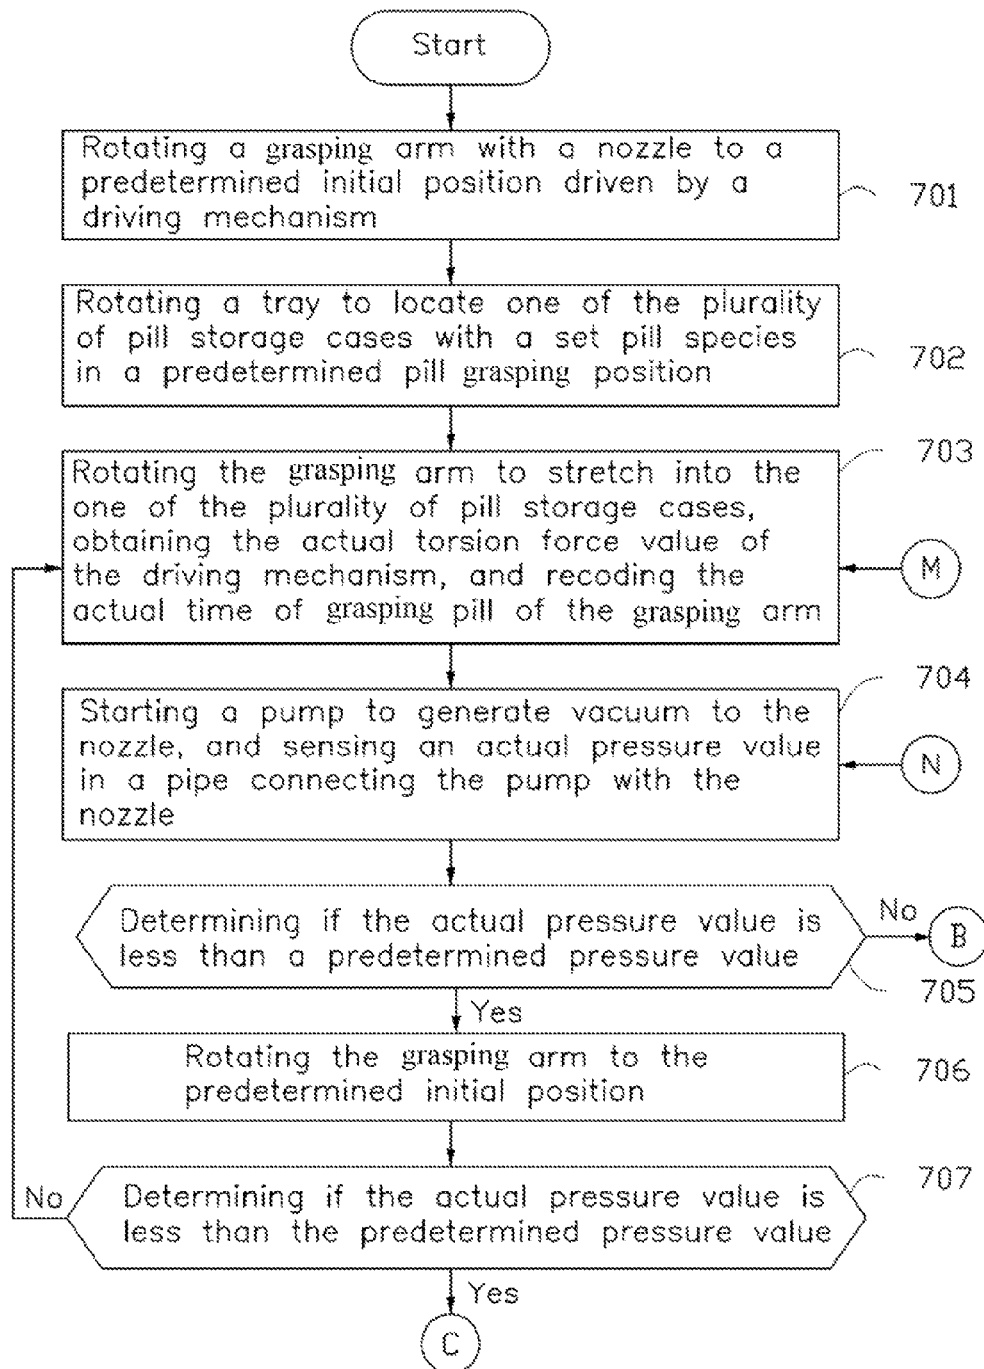 Start
Rotating a grasping arm with a nozzle to a
predetermined initial position driven by a
driving mechanism
701
Rotating a tray to locate one of the plurality
of pill storage cases with a set pill species
in a predetermined pill grasping position
702
703
Rotating the grasping arm to stretch into the
one of the plurality of pill storage cases,
obtaining the actual torsion force value of
the driving mechanism, and recoding the
actual time of grasping pill of the grasping arm
M
704
Starting a pump to generate vacuum to the
nozzle, and sensing an actual pressure value
in a pipe connecting the pump with the
nozzle
N
Determining if the actual pressure value is
less than a predetermined pressure value
No
B
705
Yes
Rotating the grasping arm to the
predetermined initial position
706
707
No
Determining if the actual pressure value is
less than the predetermined pressure value
Yes
C